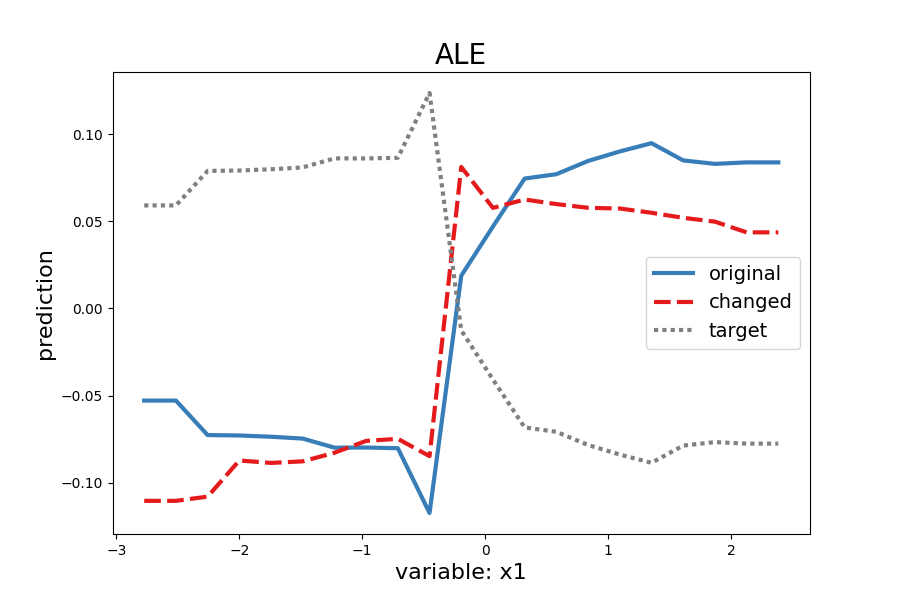 ALE
0.10
0.05
0.00
−0.05
−0.10
prediction
original
changed
target
−3
−2
−1
0
1
2
variable: x1